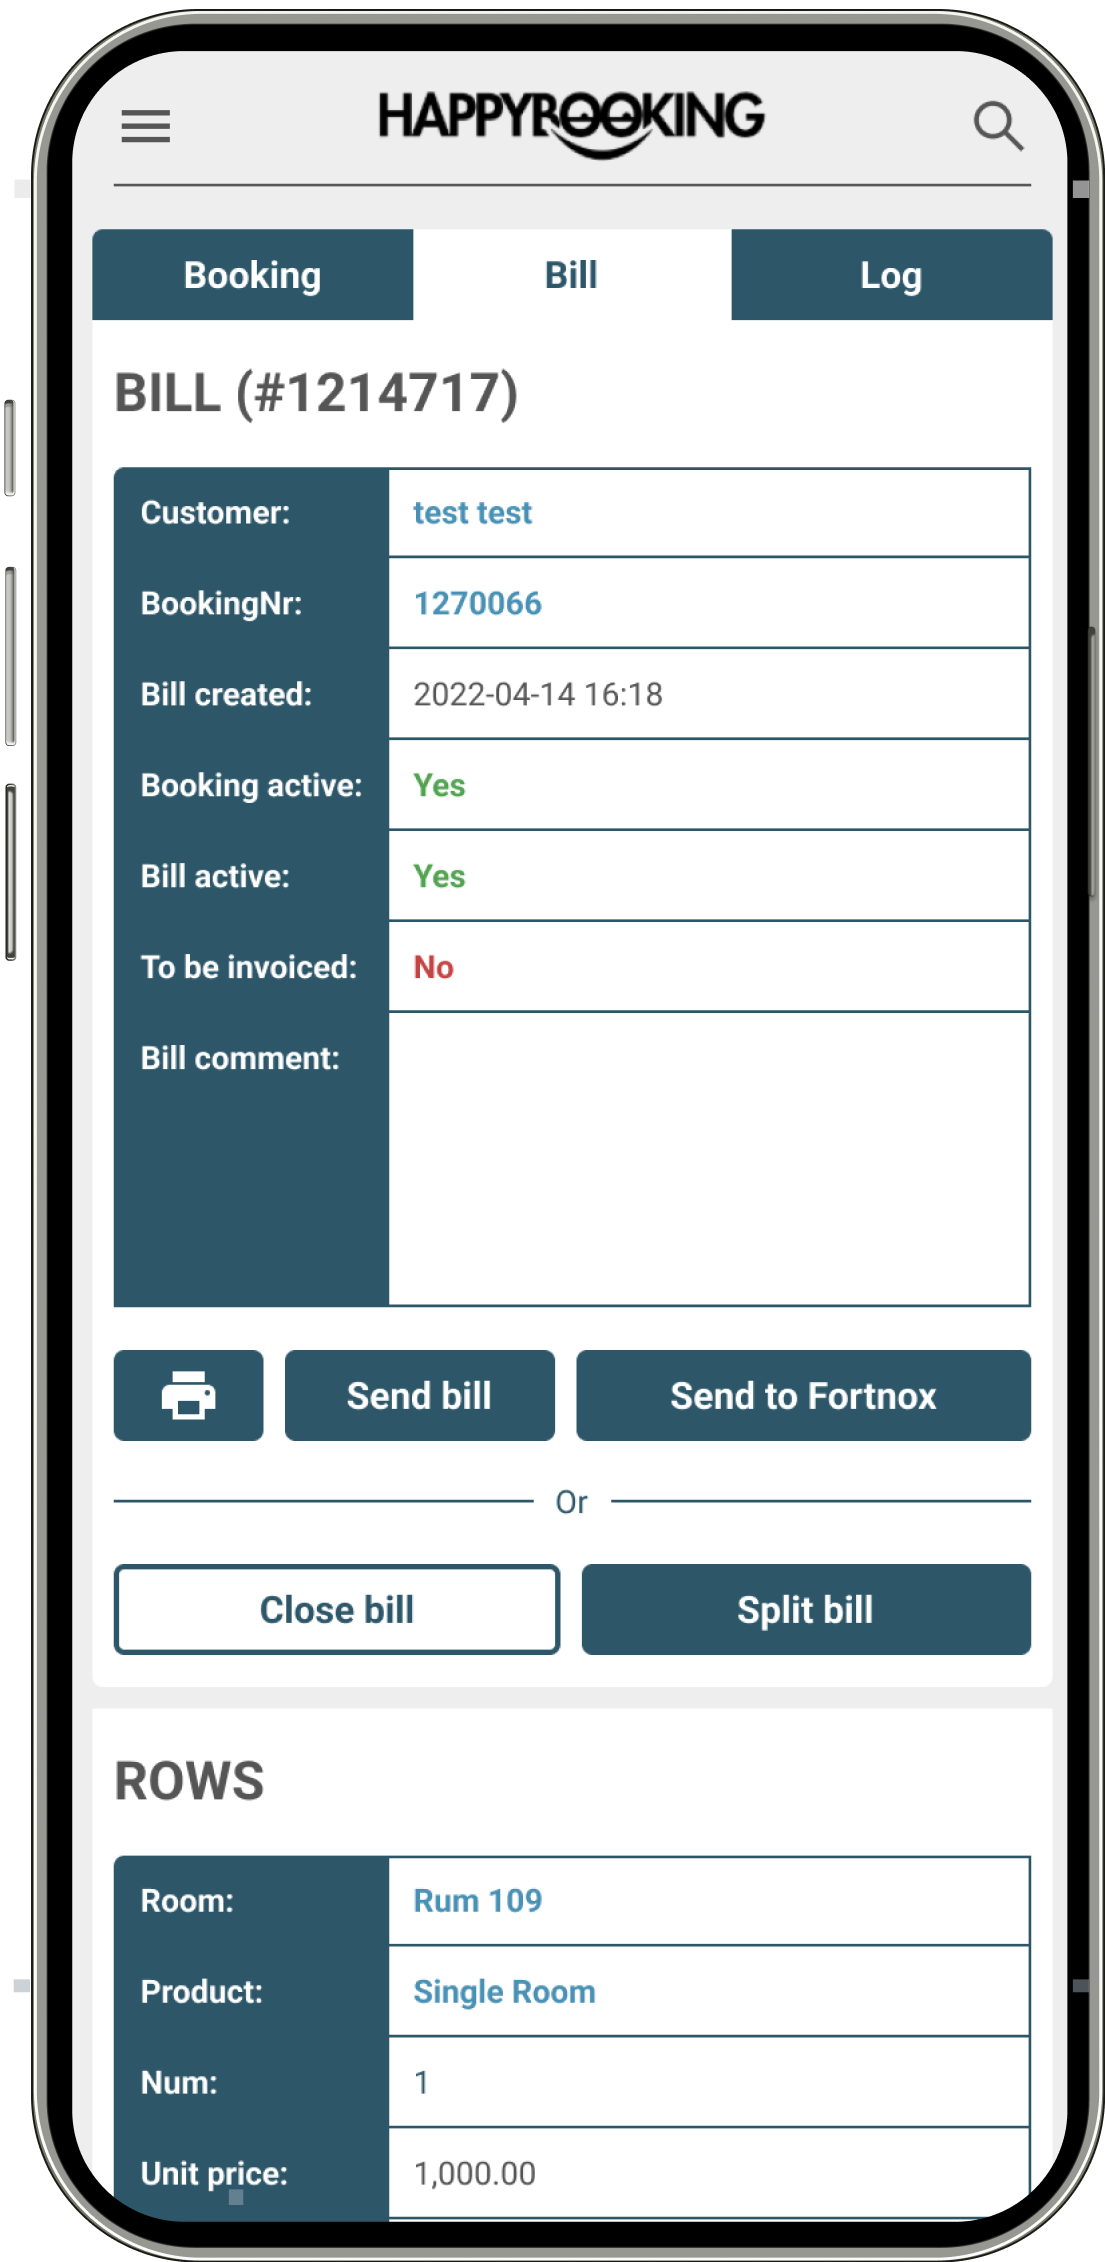 HAPPYBOOKING
Booking Bill Log
BILL (#1214717)
Customer: test test
BookingNr: 1270066
Bill created: 2022-04-14 16:18
Booking active: Yes
Bill active: Yes
To be invoiced: No
Bill comment:
Send bill Send to Fortnox
Or
Close bill Split bill
ROWS
Room: Rum 109
Product: Single Room
Num: 1
Unit price: 1,000.00